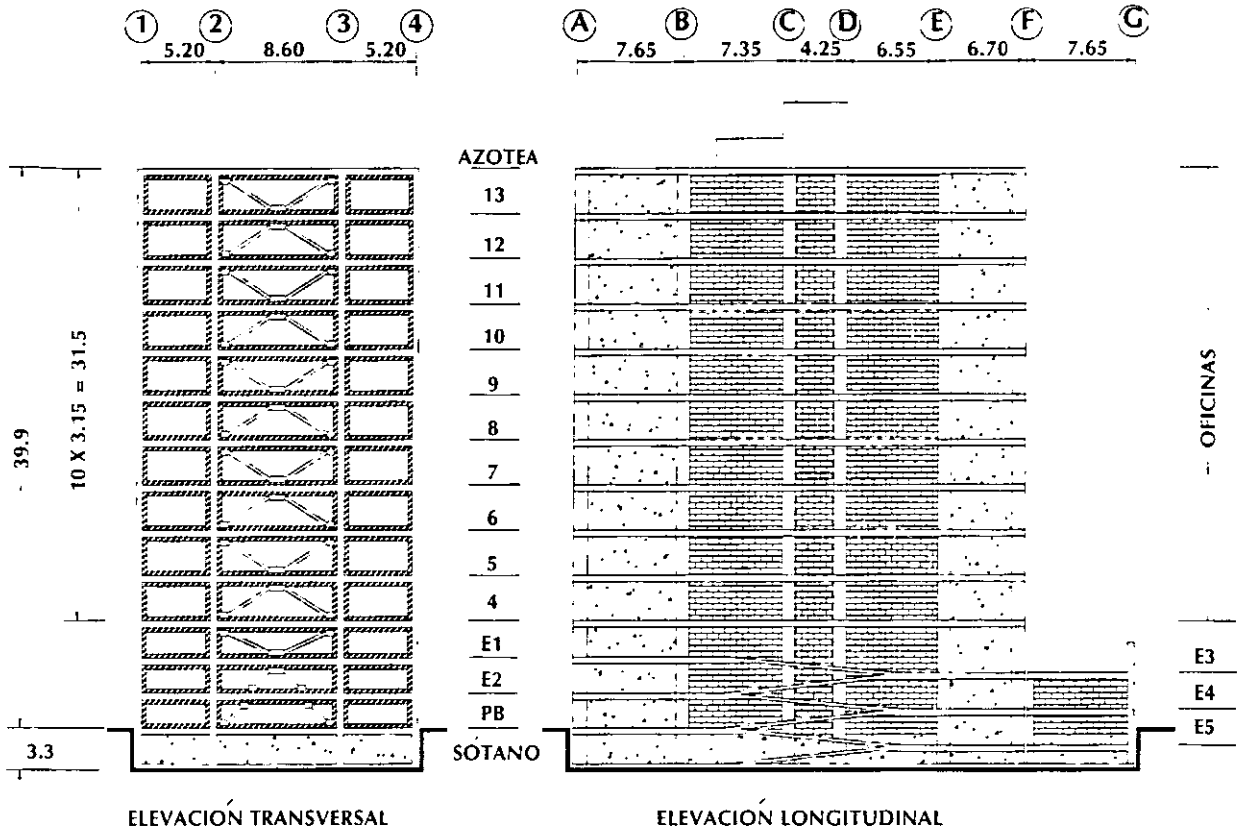 1 2 3 4
5.20 8.60 5.20
A B C D E F G
7.65 7.35 4.25 6.55 6.70 7.65
AZOTEA
13
12
11
10
9
8
7
6
5
4
E1
E2
PB
SÓTANO
39.9
10 X 3.15 = 31.5
3.3
OFICINAS
E3
E4
E5
ELEVACIÓN TRANSVERSAL
ELEVACIÓN LONGITUDINAL